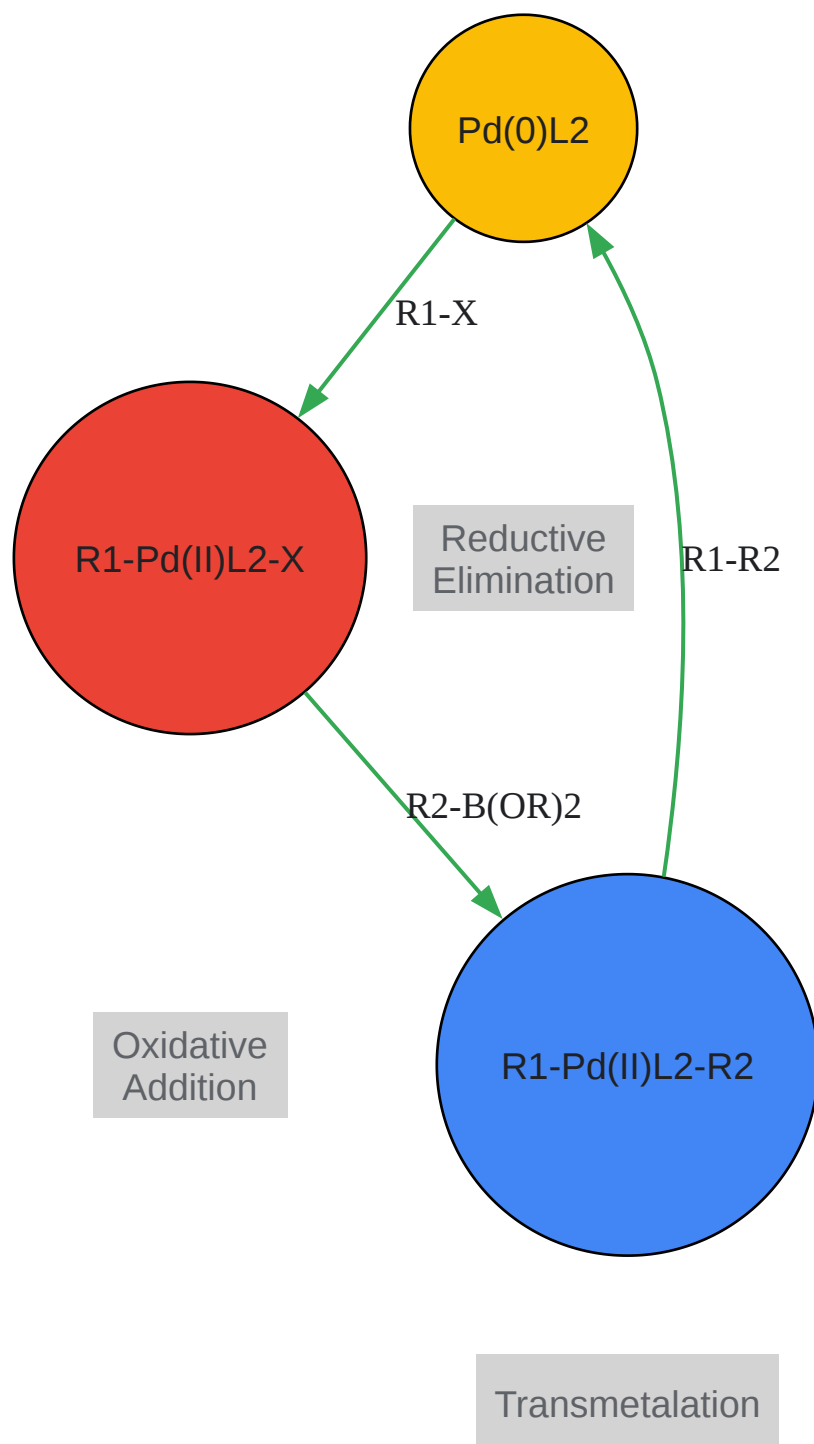 Pd(0)L2
R1-X
R1-Pd(II)L2-X
Reductive
Elimination
R1-R2
R2-B(OR)2
Oxidative
Addition
R1-Pd(II)L2-R2
Transmetalation